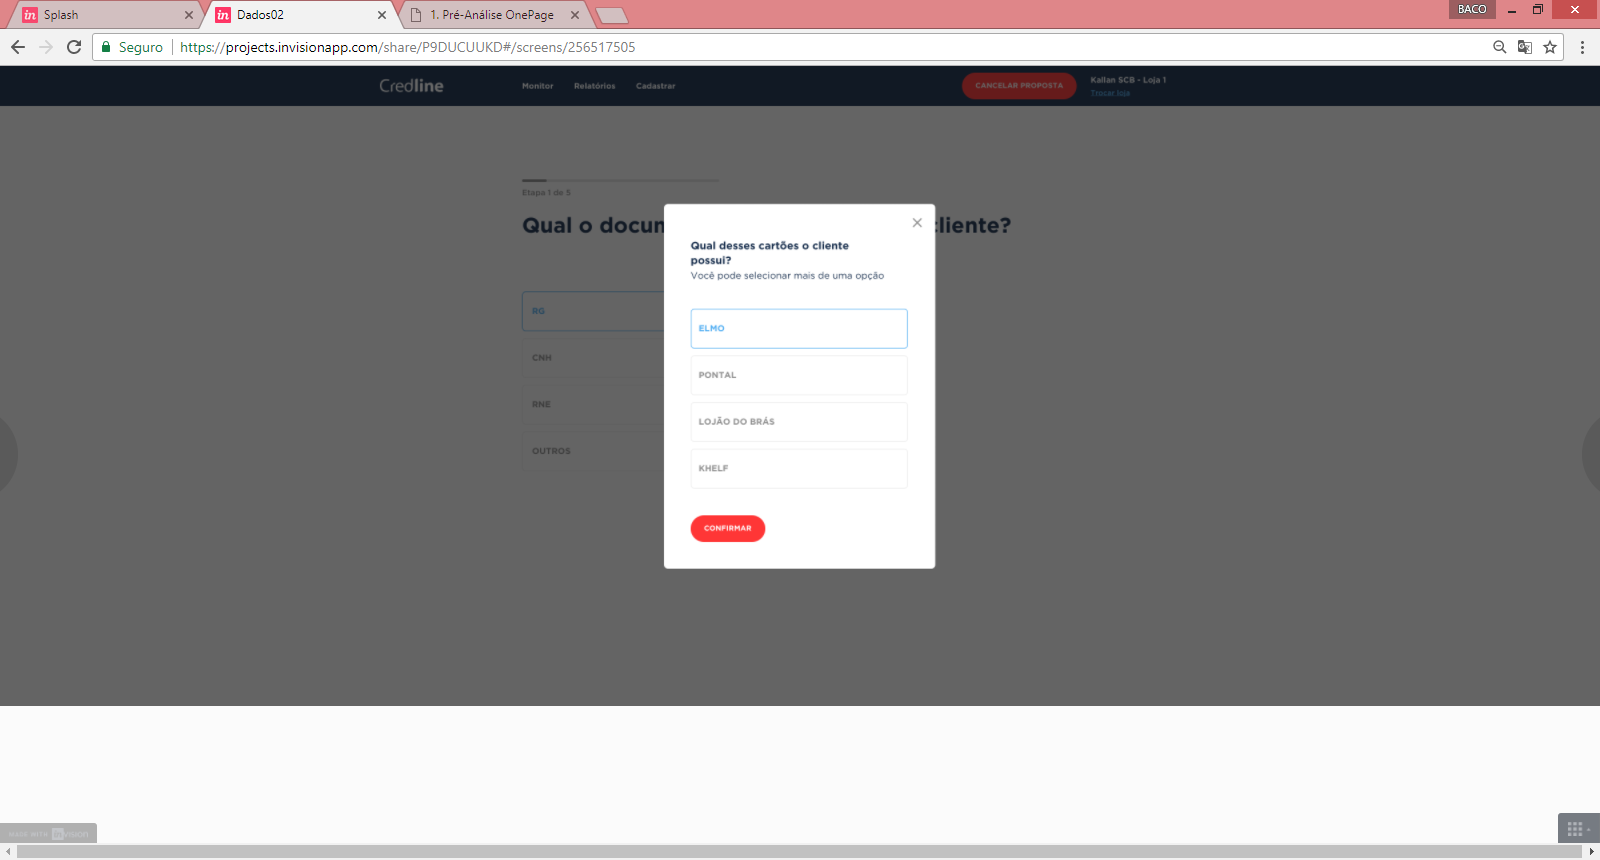 Splash
Dados02
1. Pré-Análise OnePage
BACO
Seguro
https://projects.invisionapp.com/share/P9DUCUUKD#/screens/256517505
Credline
Monitor
Relatórios
Cadastrar
CANCELAR PROPOSTA
Kallan SCB - Loja 1
Trocar loja
Etapa 1 de 5
Qual o docum
cliente?
RG
CNH
RNE
OUTROS
Qual desses cartões o cliente
possui?
Você pode selecionar mais de uma opção
ELMO
PONTAL
LOJÃO DO BRÁS
KHELF
CONFIRMAR
MADE WITH inVISION